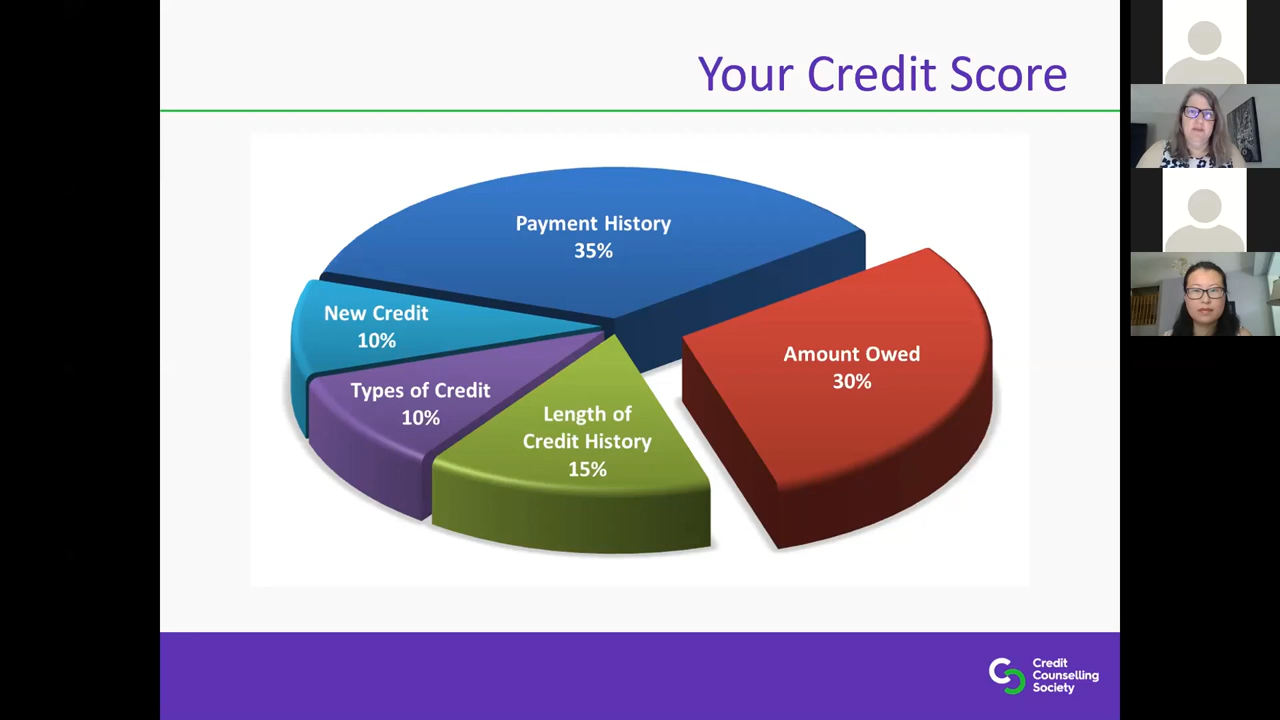 Your Credit Score
Payment History
35%
New Credit
10%
Amount Owed
30%
Types of Credit
10%
Length of
Credit History
15%
Credit
Counselling
Society